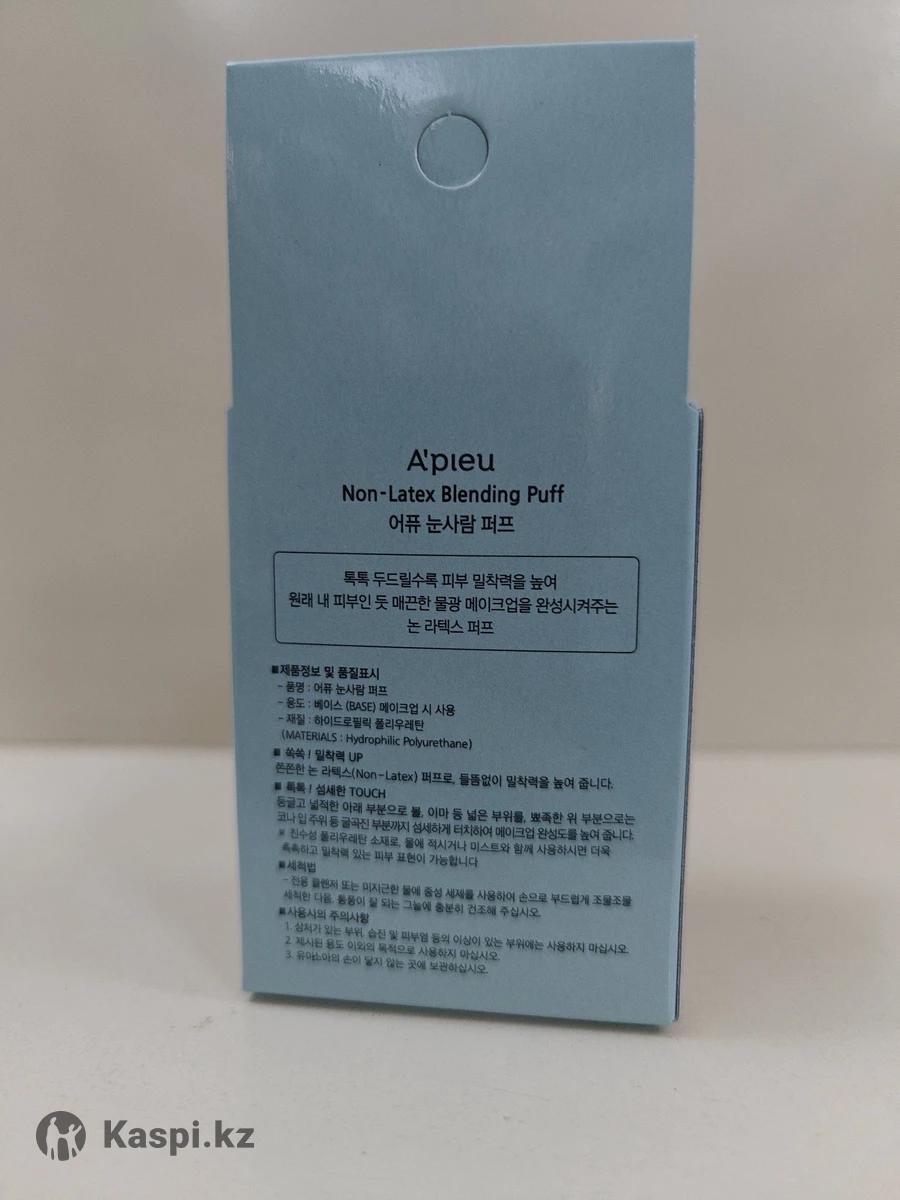 A'pieu
Non-Latex Blending Puff
어퓨 눈사람 퍼프
톡톡 두드릴수록 피부 밀착력을 높여
원래 내 피부인 듯 매끈한 물광 메이크업을 완성시켜주는
논 라텍스 퍼프
■제품정보 및 품질표시
- 품명 : 어퓨 눈사람 퍼프
- 용도 : 베이스 (BASE) 메이크업 시 사용
- 재질 : 하이드로필릭 폴리우레탄
(MATERIALS : Hydrophilic Polyurethane)
■ 쏙쏙! 밀착력 UP
쫀쫀한 논 라텍스(Non-Latex) 퍼프로, 들뜸없이 밀착력을 높여 줍니다.
■ 톡톡! 섬세한 TOUCH
둥글고 넓적한 아래 부분으로 볼, 이마 등 넓은 부위를, 뾰족한 위 부분으로는
코나 입 주위 등 굴곡진 부분까지 섬세하게 터치하여 메이크업 완성도를 높여 줍니다.
※ 친수성 폴리우레탄 소재로, 물에 적시거나 미스트와 함께 사용하시면 더욱
촉촉하고 밀착력 있는 피부 표현이 가능합니다
■세척법
- 전용 클렌저 또는 미지근한 물에 중성 세제를 사용하여 손으로 부드럽게 조물조물
세척한 다음, 통풍이 잘 되는 그늘에 충분히 건조해 주십시오.
■사용시의 주의사항
1. 상처가 있는 부위, 습진 및 피부염 등의 이상이 있는 부위에는 사용하지 마십시오.
2. 제시된 용도 이외의 목적으로 사용하지 마십시오.
3. 유아소아의 손이 닿지 않는 곳에 보관하십시오.
Kaspi.kz